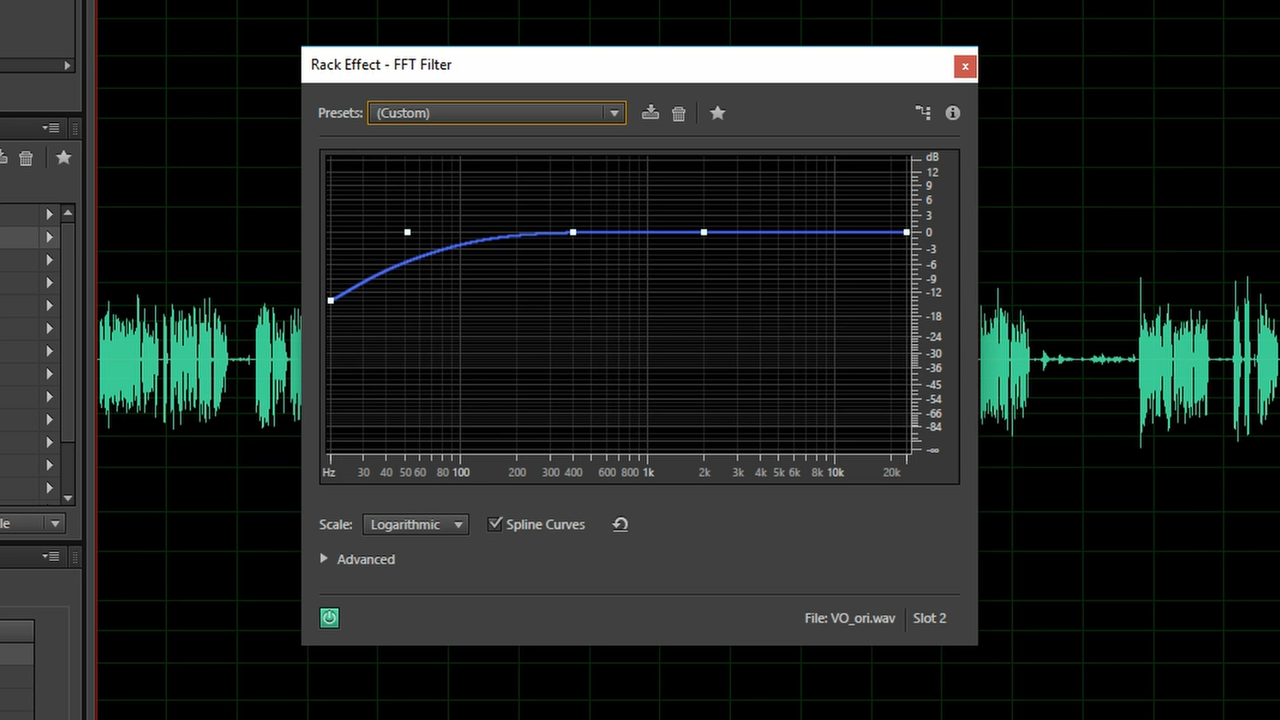 Rack Effect - FFT Filter
x
Presets: (Custom)
dB
12
9
6
3
0
-3
-6
-9
-12
-18
-24
-30
-36
-45
-54
-66
-84
-∞
Hz 30 40 50 60 80 100 200 300 400 600 800 1k 2k 3k 4k 5k 6k 8k 10k 20k
Scale: Logarithmic Spline Curves
le
Advanced
File: VO_ori.wav Slot 2